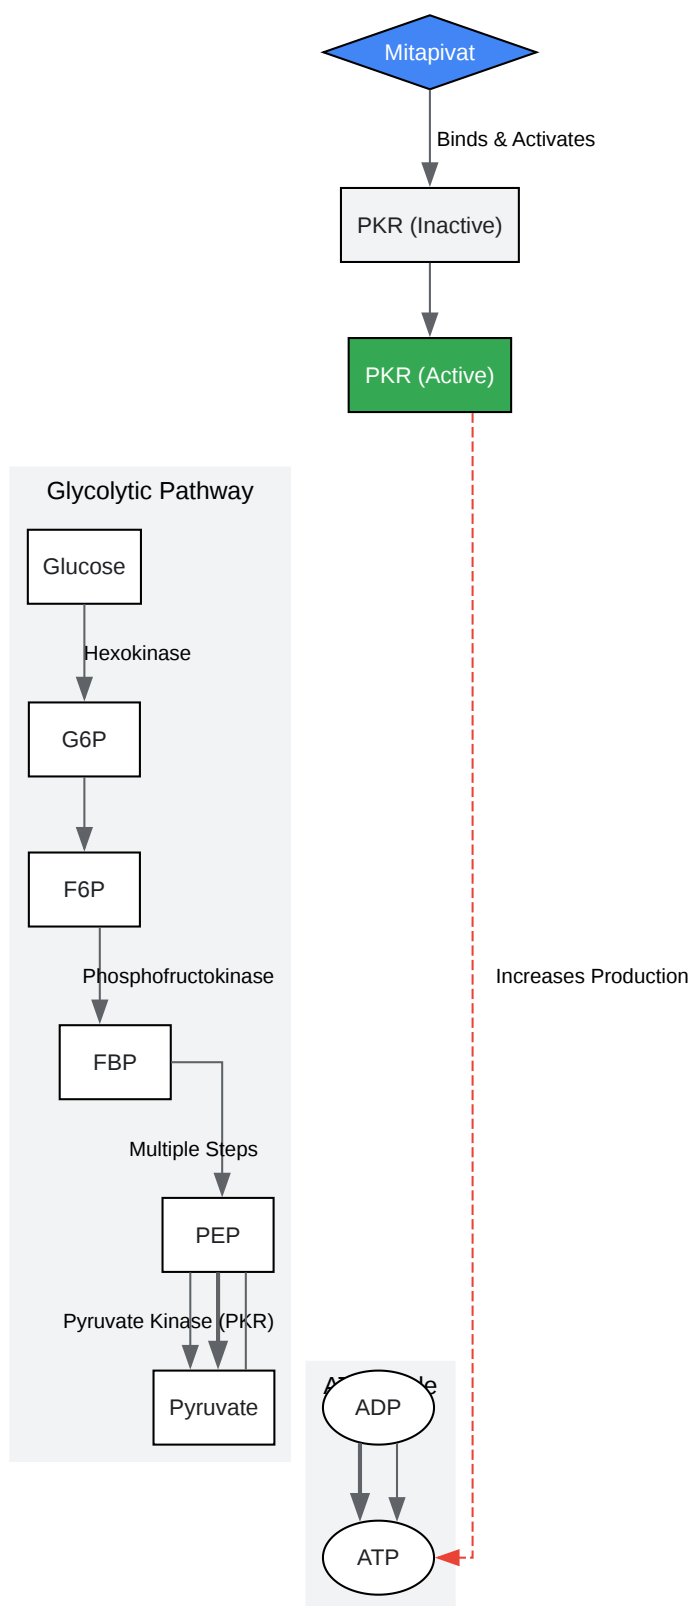 Mitapivat
Binds & Activates
PKR (Inactive)
PKR (Active)
Glycolytic Pathway
Glucose
Hexokinase
G6P
F6P
Phosphofructokinase
Increases Production
FBP
Multiple Steps
PEP
Pyruvate Kinase (PKR)
Pyruvate
ADP
ATP